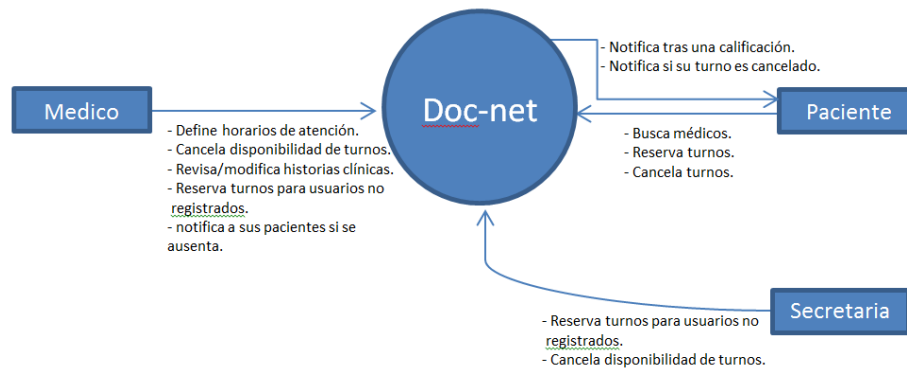 Medico
- Define horarios de atención.
- Cancela disponibilidad de turnos.
- Revisa/modifica historias clínicas.
- Reserva turnos para usuarios no
registrados.
- notifica a sus pacientes si se
ausenta.
Doc-net
- Notifica tras una calificación.
- Notifica si su turno es cancelado.
Paciente
- Busca médicos.
- Reserva turnos.
- Cancela turnos.
Secretaria
- Reserva turnos para usuarios no
registrados.
- Cancela disponibilidad de turnos.